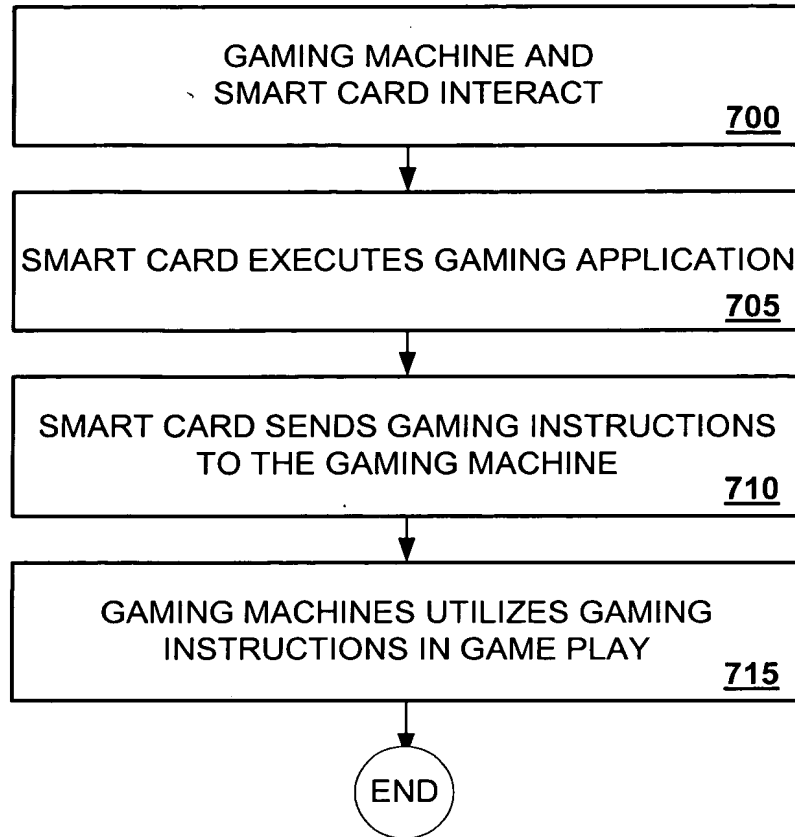 GAMING MACHINE AND
SMART CARD INTERACT
700
SMART CARD EXECUTES GAMING APPLICATION
705
SMART CARD SENDS GAMING INSTRUCTIONS
TO THE GAMING MACHINE
710
GAMING MACHINES UTILIZES GAMING
INSTRUCTIONS IN GAME PLAY
715
END